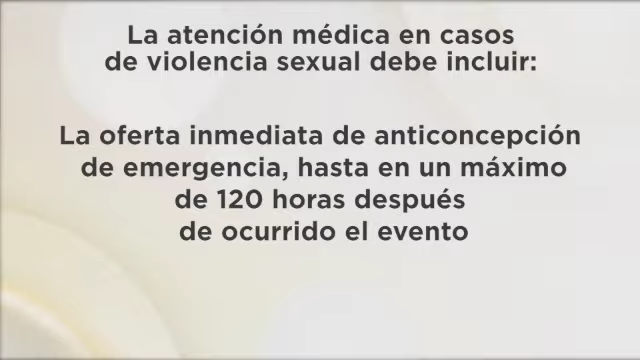 La atención médica en casos
de violencia sexual debe incluir:
La oferta inmediata de anticoncepción
de emergencia, hasta en un máximo
de 120 horas después
de ocurrido el evento